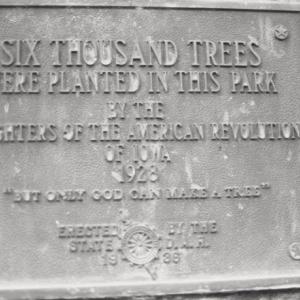 SIX THOUSAND TREES
ERE PLANTED IN THIS PARK
BY THE
GHTERS OF THE AMERICAN REVOLUTION
OF IOWA
1928
"BUT ONLY GOD CAN MAKE A TREE"
ERECTED BY THE
STATE D.A.R.
19 36